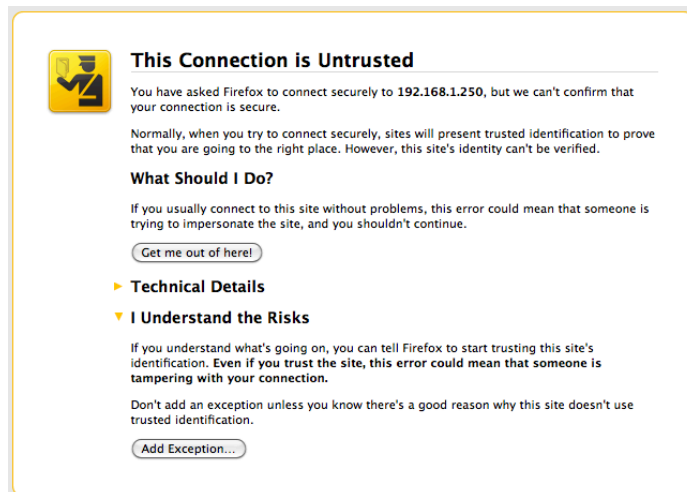 This Connection is Untrusted
You have asked Firefox to connect securely to 192.168.1.250, but we can't confirm that
your connection is secure.
Normally, when you try to connect securely, sites will present trusted identification to prove
that you are going to the right place. However, this site's identity can't be verified.
What Should I Do?
If you usually connect to this site without problems, this error could mean that someone is
trying to impersonate the site, and you shouldn't continue.
Get me out of here!
Technical Details
I Understand the Risks
If you understand what's going on, you can tell Firefox to start trusting this site's
identification. Even if you trust the site, this error could mean that someone is
tampering with your connection.
Don't add an exception unless you know there's a good reason why this site doesn't use
trusted identification.
Add Exception...